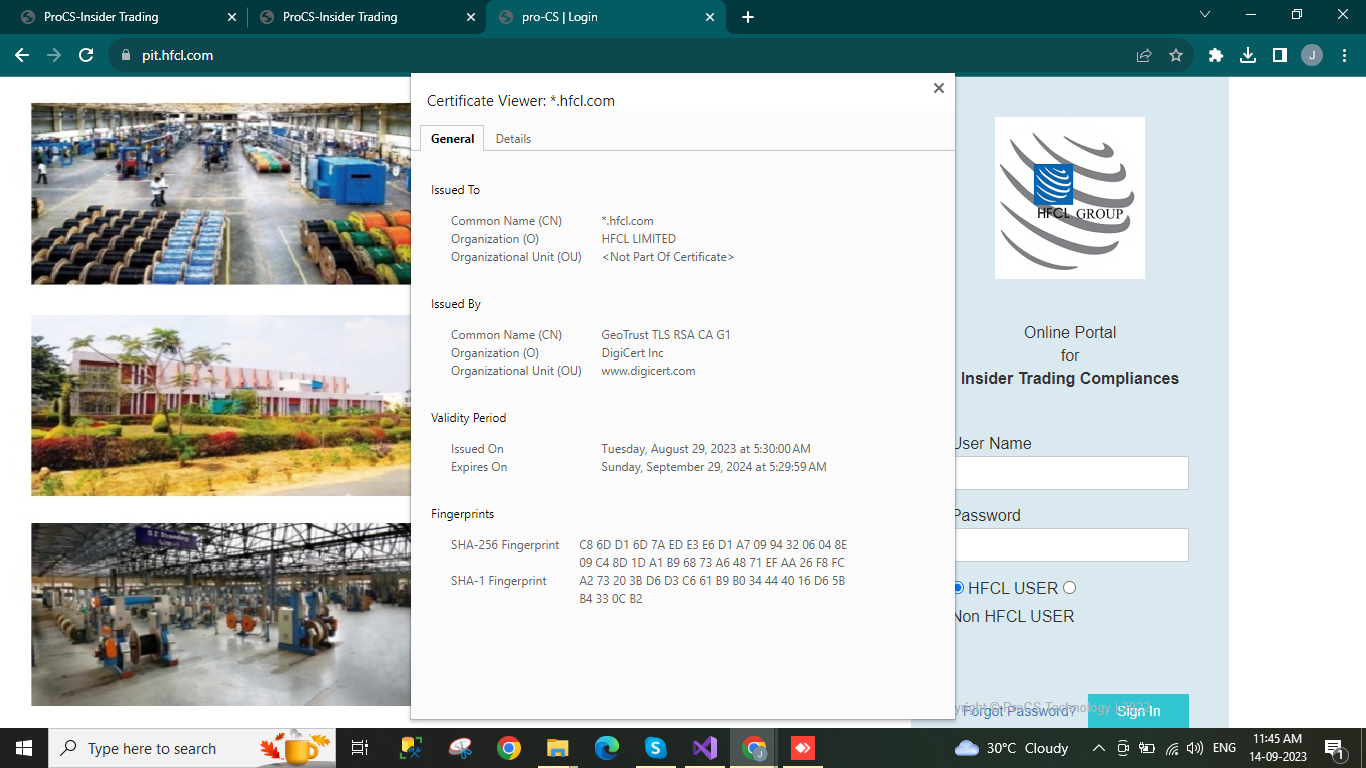 ProCS-Insider Trading
ProCS-Insider Trading
pro-CS | Login
pit.hfcl.com
J
Certificate Viewer: *.hfcl.com
General Details
Issued To
Common Name (CN) *.hfcl.com
Organization (O) HFCL LIMITED
Organizational Unit (OU) <Not Part Of Certificate>
Issued By
Common Name (CN) GeoTrust TLS RSA CA G1
Organization (O) DigiCert Inc
Organizational Unit (OU) www.digicert.com
Validity Period
Issued On Tuesday, August 29, 2023 at 5:30:00 AM
Expires On Sunday, September 29, 2024 at 5:29:59 AM
Fingerprints
SHA-256 Fingerprint C8 6D D1 6D 7A ED E3 E6 D1 A7 09 94 32 06 04 8E
09 C4 8D 1D A1 B9 68 73 A6 48 71 EF AA 26 F8 FC
SHA-1 Fingerprint A2 73 20 3B D6 D3 C6 61 B9 B0 34 44 40 16 D6 5B
B4 33 0C B2
HFCL GROUP
Online Portal
for
Insider Trading Compliances
User Name
Password
HFCL USER
Non HFCL USER
Forgot Password?
Sign In
Type here to search
J
30°C Cloudy
ENG
11:45 AM
14-09-2023
1